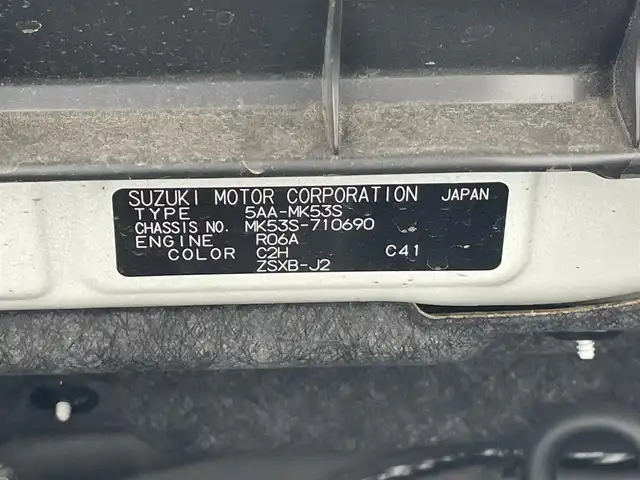 SUZUKI MOTOR CORPORATION JAPAN
TYPE 5AA-MK53S
CHASSIS NO. MK53S-710690
ENGINE R06A
COLOR C2H C41
ZSXB-J2